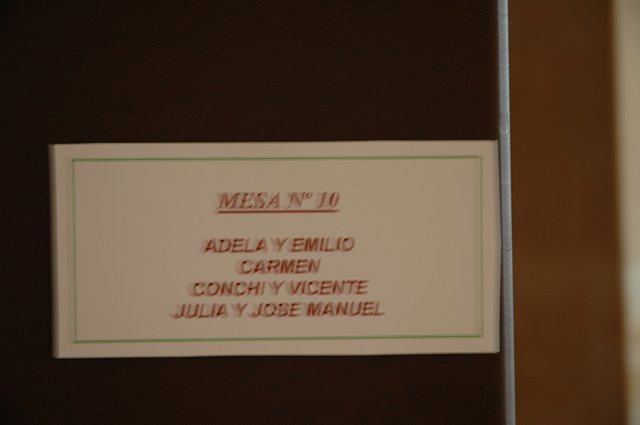 MESA Nº 10
ADELA Y EMILIO
CARMEN
CONCHI Y VICENTE
JULIA Y JOSE MANUEL